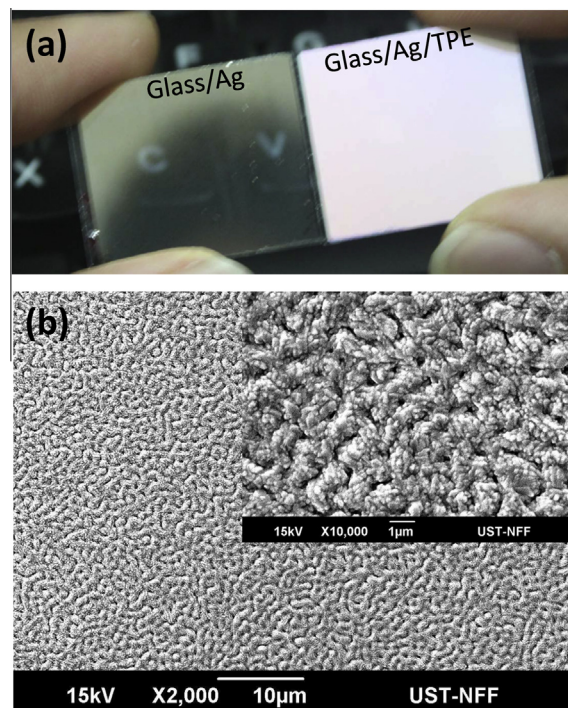 (a)
Glass/Ag
Glass/Ag/TPE
F
X
C
V
(b)
15kV X10,000 1μm UST-NFF
15kV X2,000 10μm UST-NFF